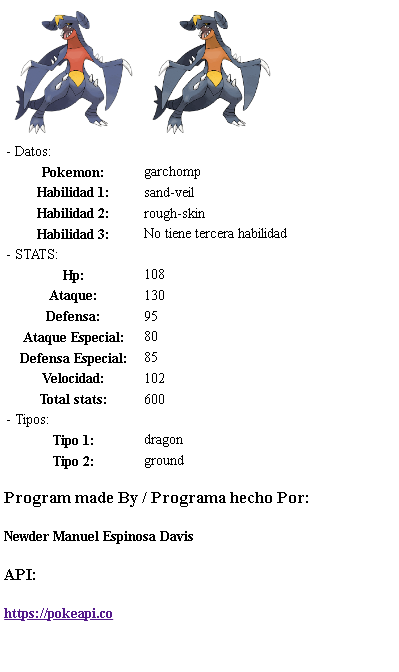 - Datos:
Pokemon: garchomp
Habilidad 1: sand-veil
Habilidad 2: rough-skin
Habilidad 3: No tiene tercera habilidad
- STATS:
Hp: 108
Ataque: 130
Defensa: 95
Ataque Especial: 80
Defensa Especial: 85
Velocidad: 102
Total stats: 600
- Tipos:
Tipo 1: dragon
Tipo 2: ground
Program made By / Programa hecho Por:
Newder Manuel Espinosa Davis
API:
https://pokeapi.co